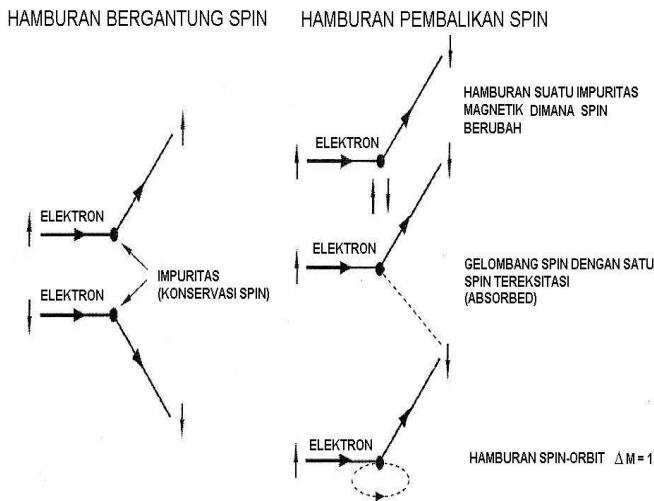 HAMBURAN BERGANTUNG SPIN
ELEKTRON
IMPURITAS
(KONSERVASI SPIN)
ELEKTRON
HAMBURAN PEMBALIKAN SPIN
ELEKTRON
HAMBURAN SUATU IMPURITAS
MAGNETIK DIMANA SPIN
BERUBAH
ELEKTRON
GELOMBANG SPIN DENGAN SATU
SPIN TEREKSITASI
(ABSORBED)
ELEKTRON
HAMBURAN SPIN-ORBIT Δ M = 1